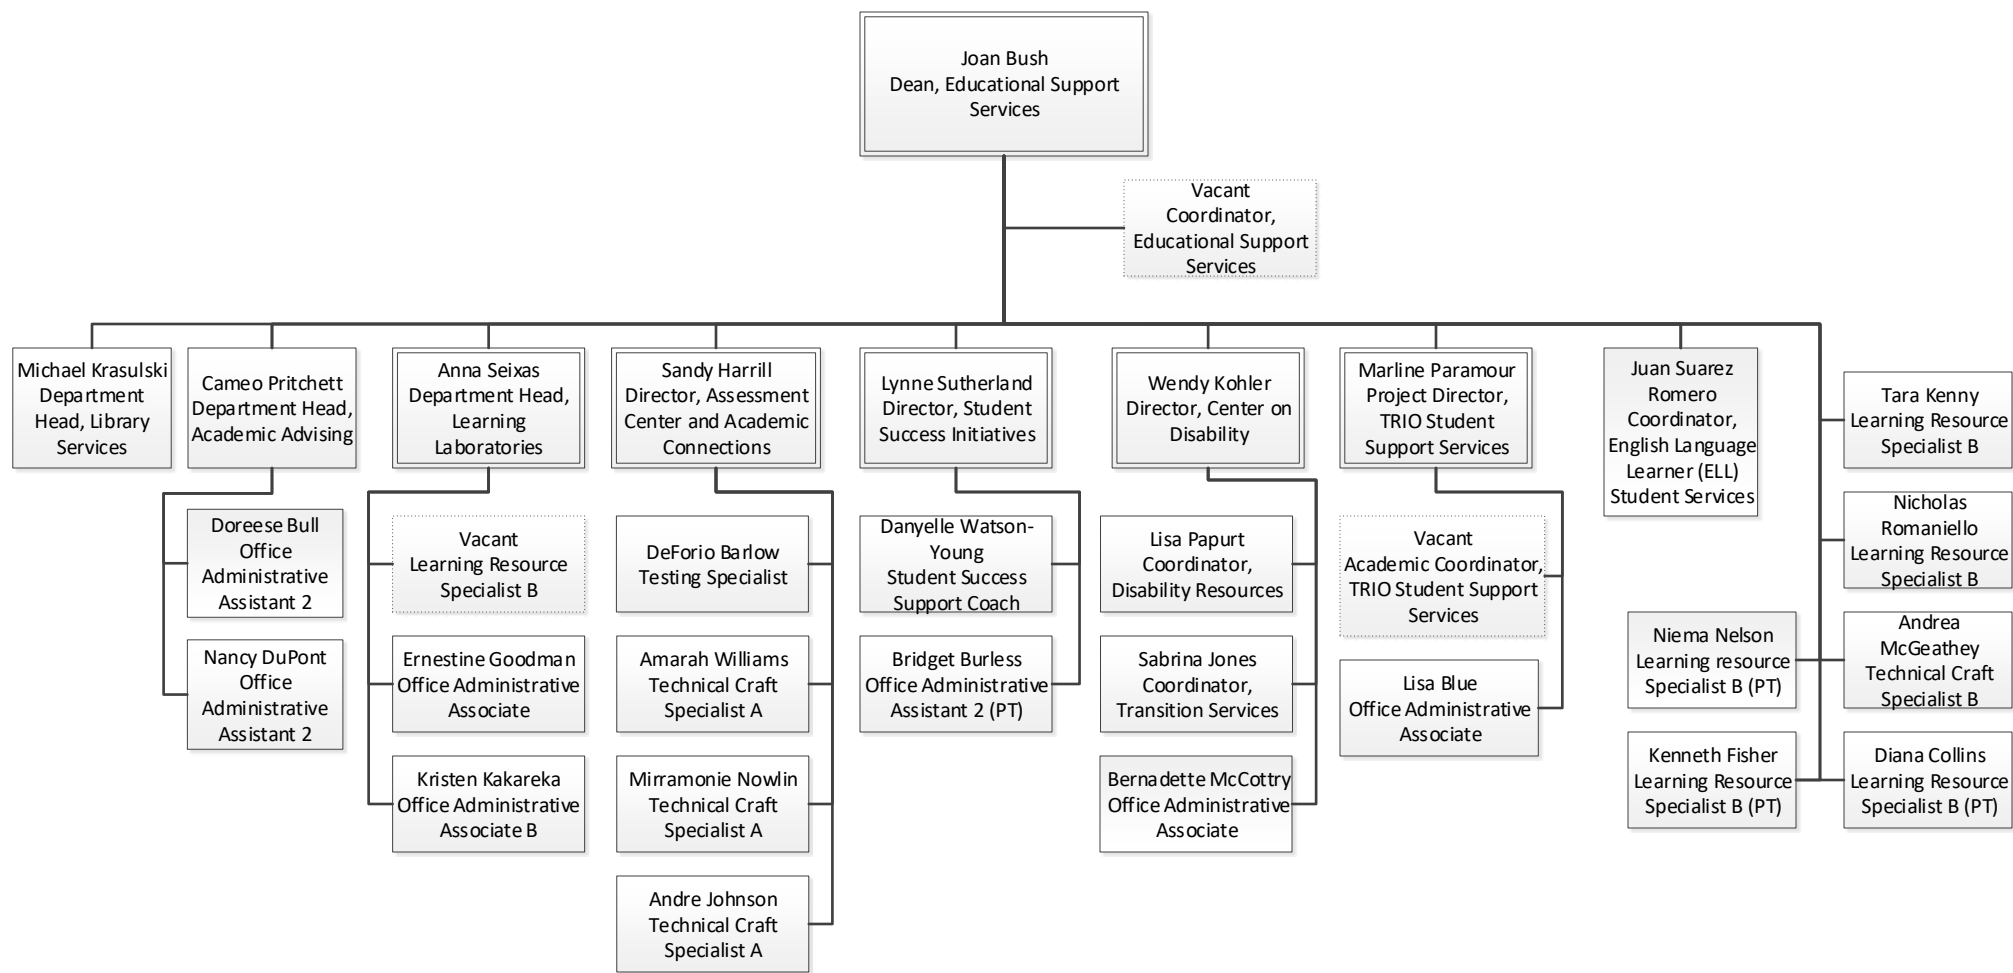 Joan Bush
Dean, Educational Support
Services
Vacant
Coordinator,
Educational Support
Services
Michael Krasulski
Department
Head, Library
Services
Cameo Pritchett
Department Head,
Academic Advising
Anna Seixas
Department Head,
Learning
Laboratories
Sandy Harrill
Director, Assessment
Center and Academic
Connections
Lynne Sutherland
Director, Student
Success Initiatives
Wendy Kohler
Director, Center on
Disability
Marline Paramour
Project Director,
TRIO Student
Support Services
Juan Suarez
Romero
Coordinator,
English Language
Learner (ELL)
Student Services
Tara Kenny
Learning Resource
Specialist B
Doreese Bull
Office
Administrative
Assistant 2
Nancy DuPont
Office
Administrative
Assistant 2
Vacant
Learning Resource
Specialist B
Ernestine Goodman
Office Administrative
Associate
Kristen Kakareka
Office Administrative
Associate B
DeForio Barlow
Testing Specialist
Amarah Williams
Technical Craft
Specialist A
Mirramonie Nowlin
Technical Craft
Specialist A
Andre Johnson
Technical Craft
Specialist A
Danyelle Watson-
Young
Student Success
Support Coach
Bridget Burless
Office Administrative
Assistant 2 (PT)
Lisa Papurt
Coordinator,
Disability Resources
Sabrina Jones
Coordinator,
Transition Services
Bernadette McCottry
Office Administrative
Associate
Vacant
Academic Coordinator,
TRIO Student Support
Services
Lisa Blue
Office Administrative
Associate
Nicholas
Romaniello
Learning Resource
Specialist B
Niema Nelson
Learning resource
Specialist B (PT)
Andrea
McGeathey
Technical Craft
Specialist B
Kenneth Fisher
Learning Resource
Specialist B (PT)
Diana Collins
Learning Resource
Specialist B (PT)